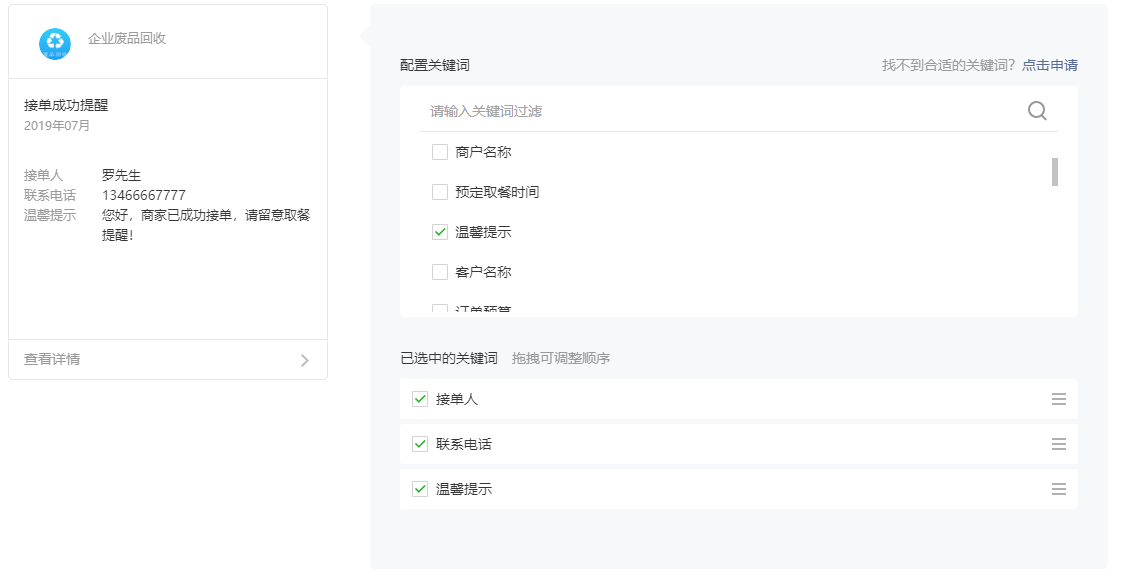 企业废品回收
接单成功提醒
2019年07月
接单人 罗先生
联系电话 13466667777
温馨提示 您好，商家已成功接单，请留意取餐
提醒！
查看详情
配置关键词 找不到合适的关键词？点击申请
请输入关键词过滤
商户名称
预定取餐时间
温馨提示
客户名称
订单预算
已选中的关键词 拖拽可调整顺序
接单人
联系电话
温馨提示